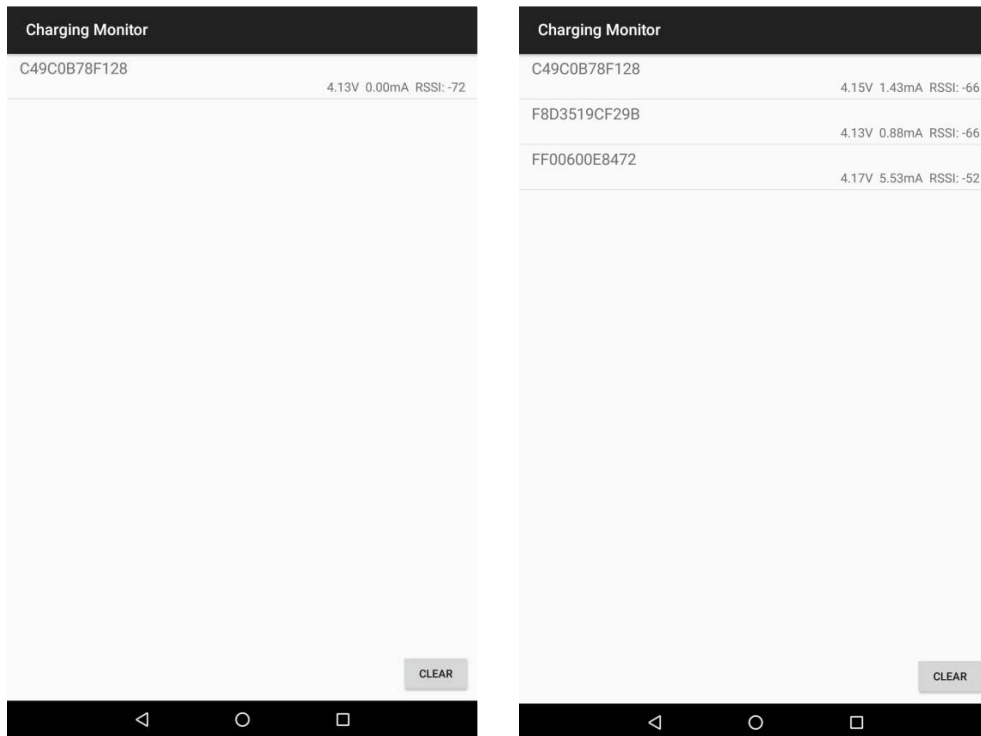 Charging Monitor
C49C0B78F128
4.13V 0.00mA RSSI: -72
CLEAR
Charging Monitor
C49C0B78F128
4.15V 1.43mA RSSI: -66
F8D3519CF29B
4.13V 0.88mA RSSI: -66
FF00600E8472
4.17V 5.53mA RSSI: -52
CLEAR